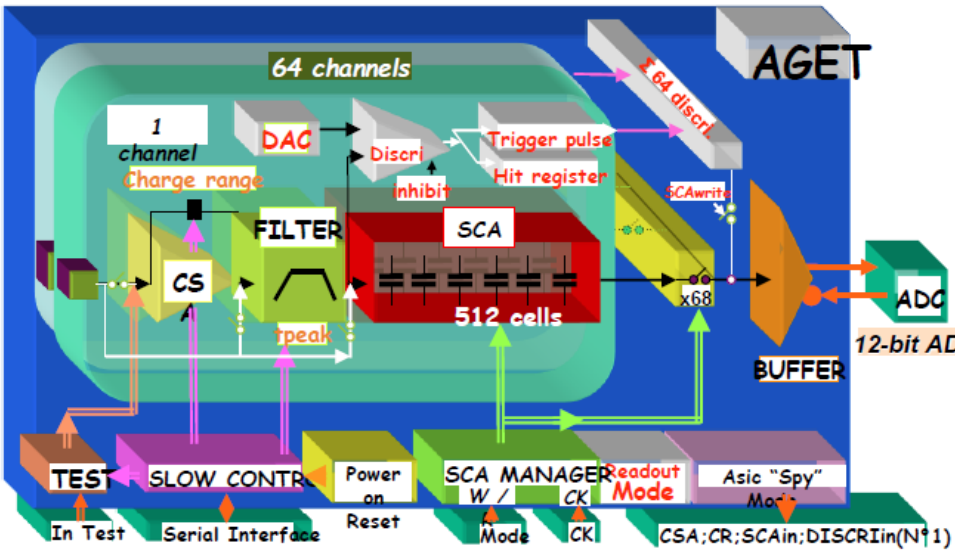 AGET
64 channels
Σ 64 discri.
1
channel
DAC
Discri
Trigger pulse
Hit register
inhibit
SCAwrite
Charge range
FILTER
SCA
CS
A
512 cells
tpeak
x68
ADC
12-bit AD
BUFFER
TEST
SLOW CONTR
Power
on
Reset
SCA MANAGER
W /
CK
Readout
Mode
Asic "Spy"
Mode
In Test
Serial Interface
Mode
CK
CSA;CR;SCAin;DISCRIin(N°1)